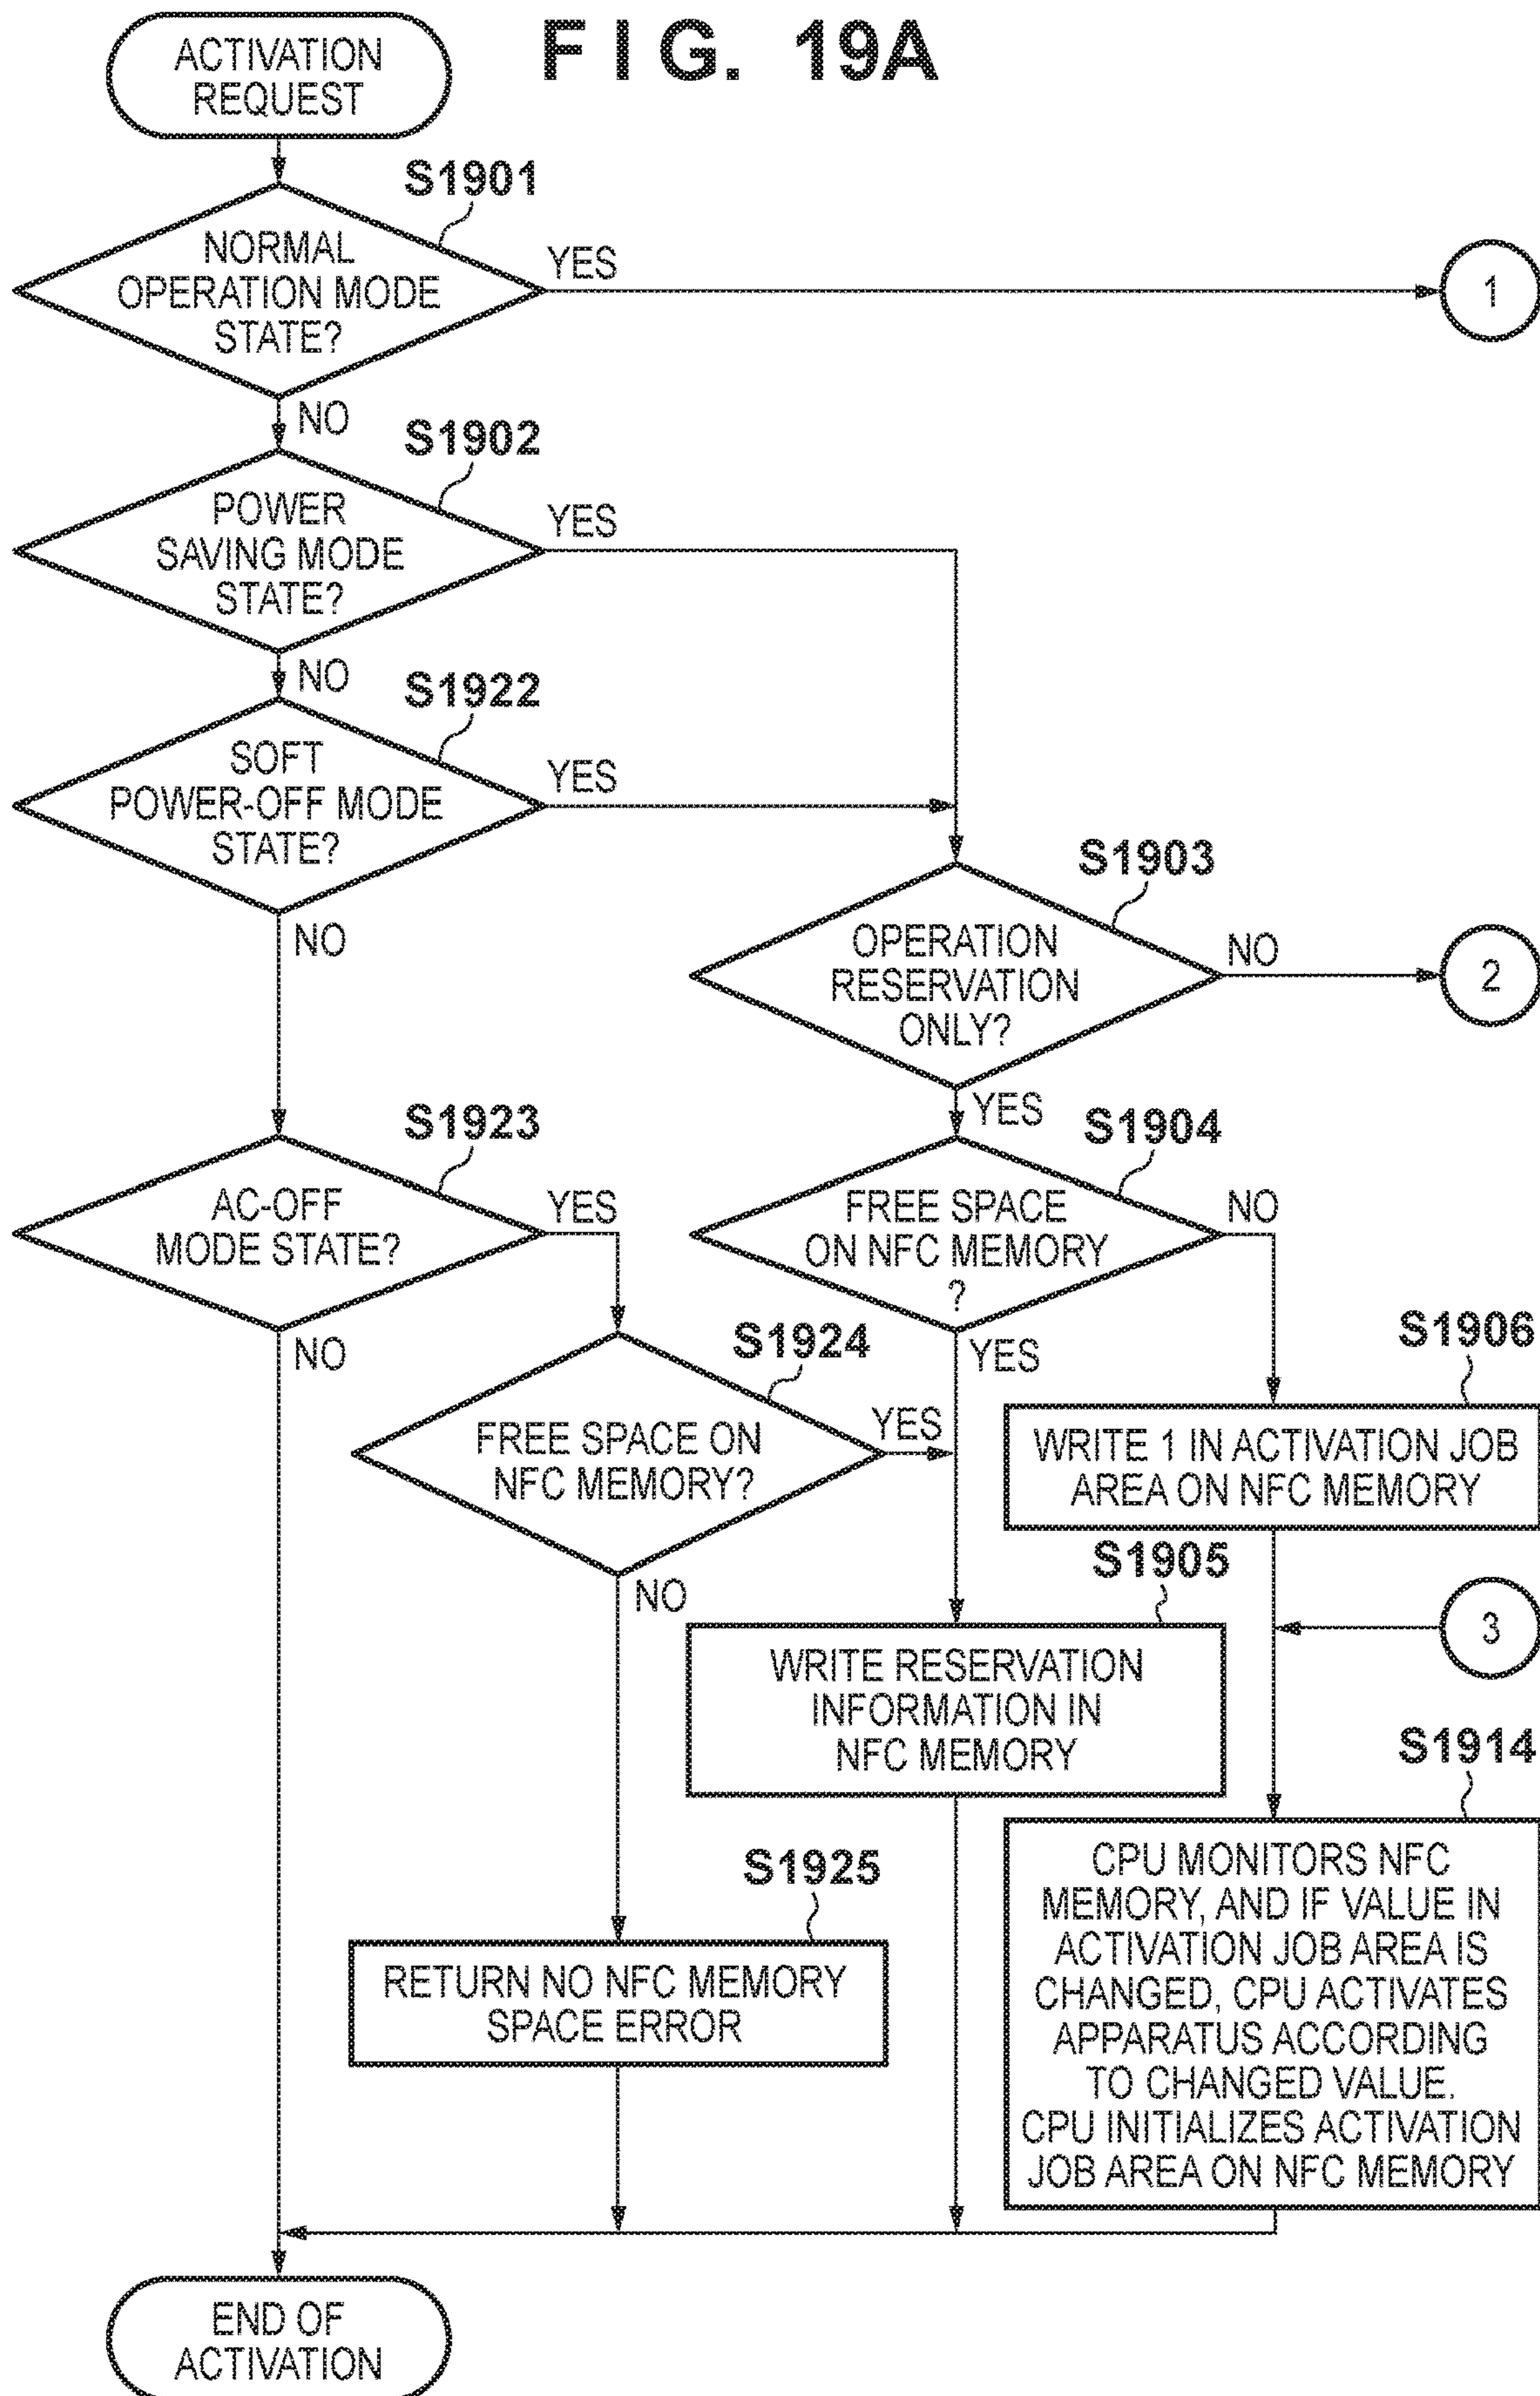 FIG. 19A
ACTIVATION
REQUEST
S1901
NORMAL
OPERATION MODE
STATE?
YES
1
NO
S1902
POWER
SAVING MODE
STATE?
YES
NO
S1922
SOFT
POWER-OFF MODE
STATE?
YES
NO
S1903
OPERATION
RESERVATION
ONLY?
NO
2
YES
S1923
AC-OFF
MODE STATE?
YES
NO
S1904
FREE SPACE
ON NFC MEMORY
?
NO
YES
S1924
FREE SPACE ON
NFC MEMORY?
YES
NO
S1906
WRITE 1 IN ACTIVATION JOB
AREA ON NFC MEMORY
S1905
WRITE RESERVATION
INFORMATION IN
NFC MEMORY
3
S1914
CPU MONITORS NFC
MEMORY, AND IF VALUE IN
ACTIVATION JOB AREA IS
CHANGED, CPU ACTIVATES
APPARATUS ACCORDING
TO CHANGED VALUE.
CPU INITIALIZES ACTIVATION
JOB AREA ON NFC MEMORY
S1925
RETURN NO NFC MEMORY
SPACE ERROR
END OF
ACTIVATION